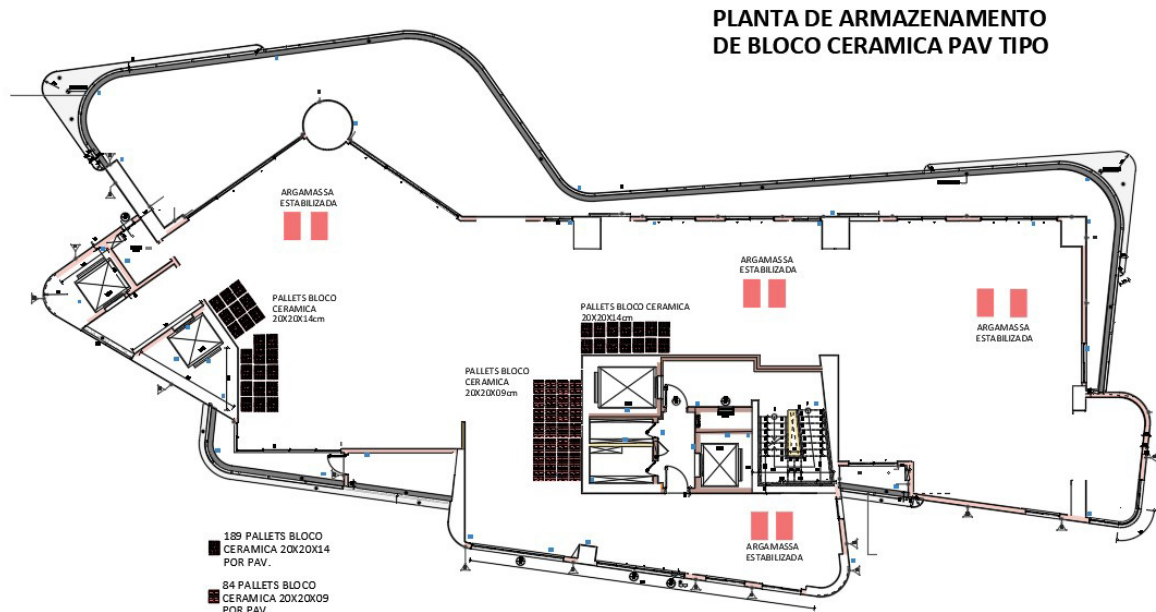 PLANTA DE ARMAZENAMENTO
DE BLOCO CERAMICA PAV TIPO
ARGAMASSA
ESTABILIZADA
ARGAMASSA
ESTABILIZADA
ARGAMASSA
ESTABILIZADA
PALLETS BLOCO
CERAMICA
20X20X14cm
PALLETS BLOCO CERAMICA
20X20X14cm
PALLETS BLOCO
CERAMICA
20X20X09cm
ARGAMASSA
ESTABILIZADA
189 PALLETS BLOCO
CERAMICA 20X20X14
POR PAV.
84 PALLETS BLOCO
CERAMICA 20X20X09
POR PAV